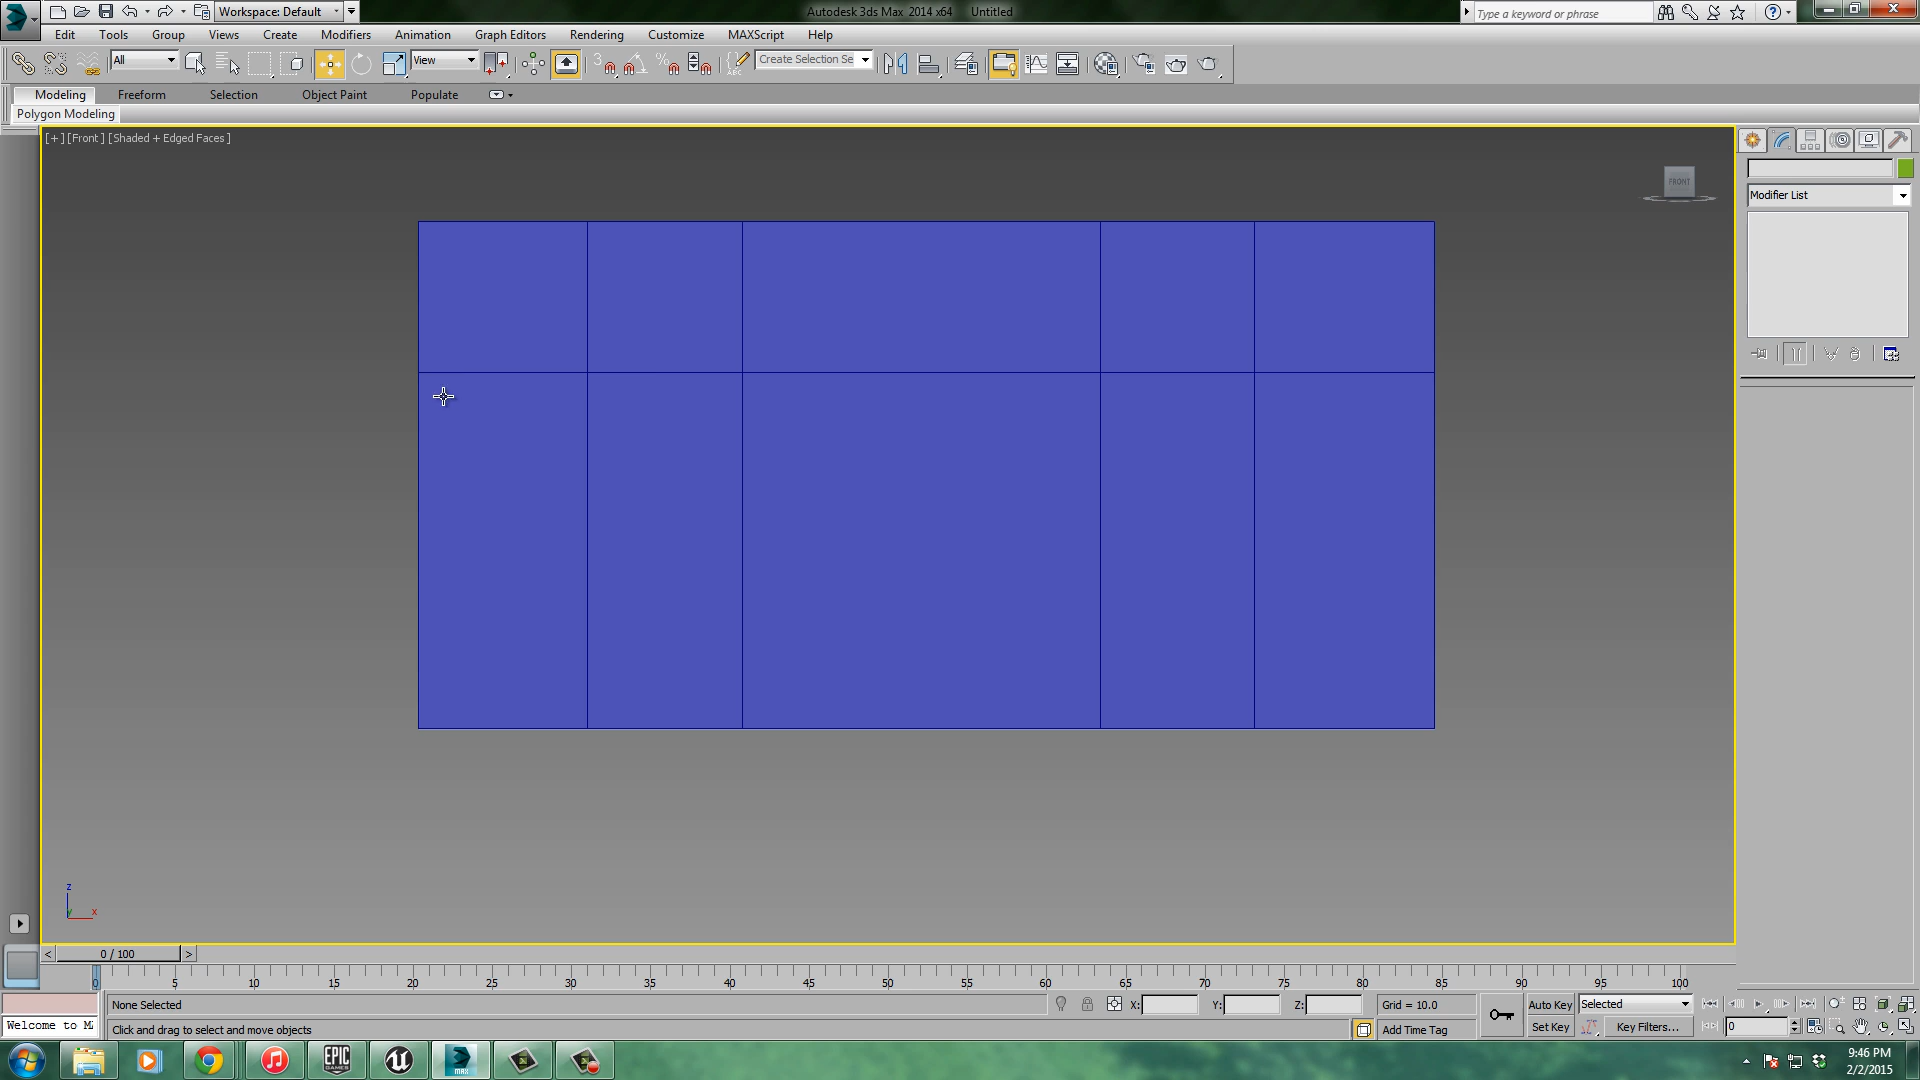 Workspace: Default
Autodesk 3ds Max 2014 x64 Untitled
Type a keyword or phrase
Edit Tools Group Views Create Modifiers Animation Graph Editors Rendering Customize MAXScript Help
All View 3 ABC Create Selection Se
Modeling Freeform Selection Object Paint Populate
Polygon Modeling
[+] [Front] [Shaded + Edged Faces]
FRONT
Modifier List
z
y x
< 0 / 100 >
0 5 10 15 20 25 30 35 40 45 50 55 60 65 70 75 80 85 90 95 100
None Selected X: Y: Z: Grid = 10.0 Auto Key Selected
Welcome to MA Click and drag to select and move objects Add Time Tag Set Key Key Filters... 0
EPIC GAMES MAX
9:46 PM
2/2/2015